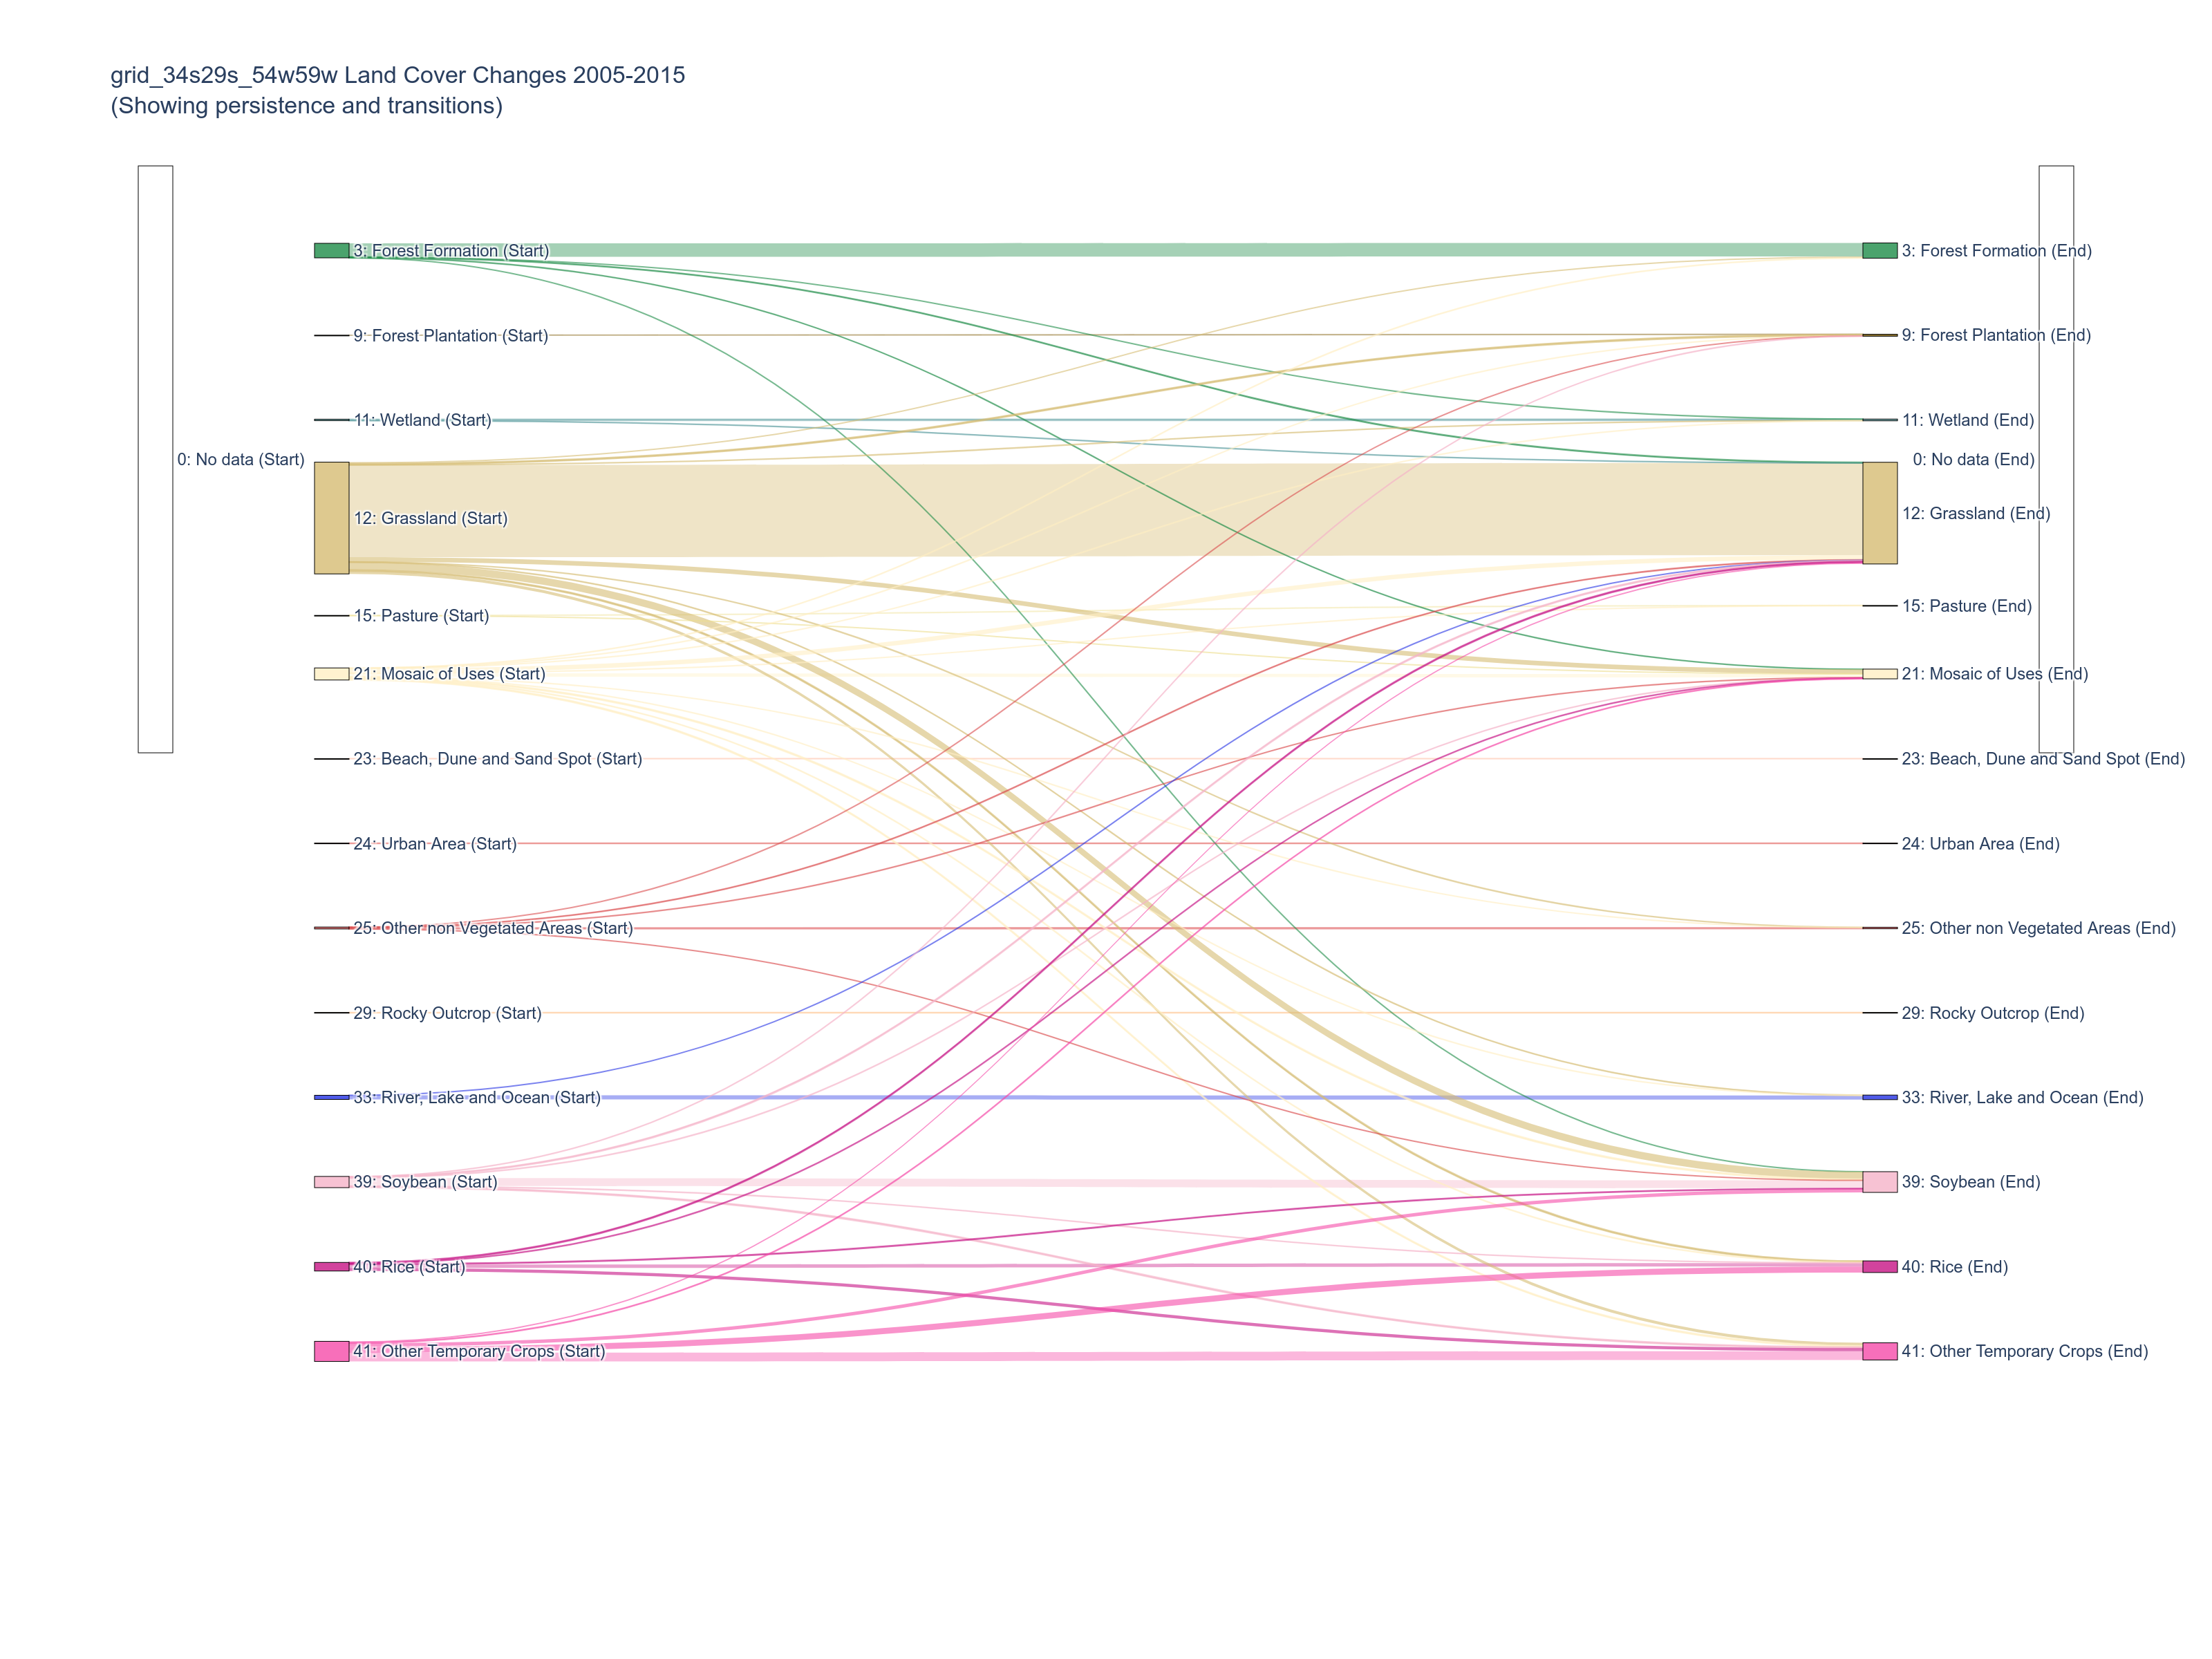 grid_34s29s_54w59w Land Cover Changes 2005-2015
(Showing persistence and transitions)
3: Forest Formation (Start)
3: Forest Formation (End)
9: Forest Plantation (Start)
9: Forest Plantation (End)
11: Wetland (Start)
11: Wetland (End)
0: No data (Start)
0: No data (End)
12: Grassland (Start)
12: Grassland (End)
15: Pasture (Start)
15: Pasture (End)
21: Mosaic of Uses (Start)
21: Mosaic of Uses (End)
23: Beach, Dune and Sand Spot (Start)
23: Beach, Dune and Sand Spot (End)
24: Urban Area (Start)
24: Urban Area (End)
25: Other non Vegetated Areas (Start)
25: Other non Vegetated Areas (End)
29: Rocky Outcrop (Start)
29: Rocky Outcrop (End)
33: River, Lake and Ocean (Start)
33: River, Lake and Ocean (End)
39: Soybean (Start)
39: Soybean (End)
40: Rice (Start)
40: Rice (End)
41: Other Temporary Crops (Start)
41: Other Temporary Crops (End)